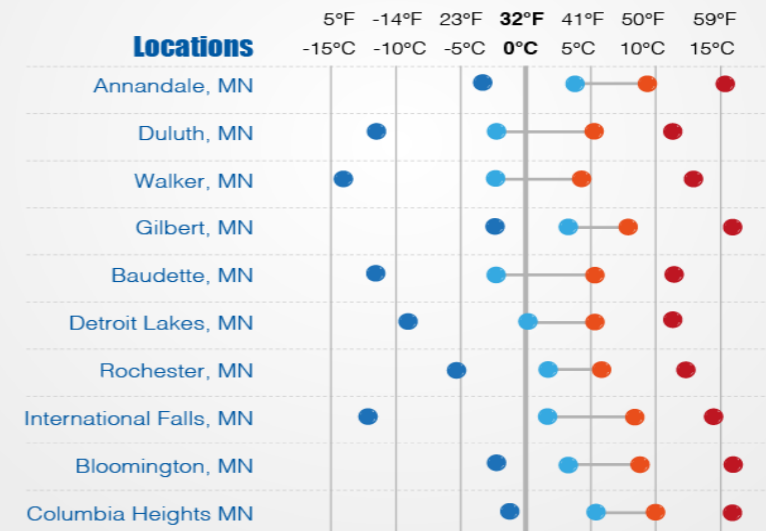 5°F -14°F 23°F 32°F 41°F 50°F 59°F
Locations -15°C -10°C -5°C 0°C 5°C 10°C 15°C
Annandale, MN
Duluth, MN
Walker, MN
Gilbert, MN
Baudette, MN
Detroit Lakes, MN
Rochester, MN
International Falls, MN
Bloomington, MN
Columbia Heights MN